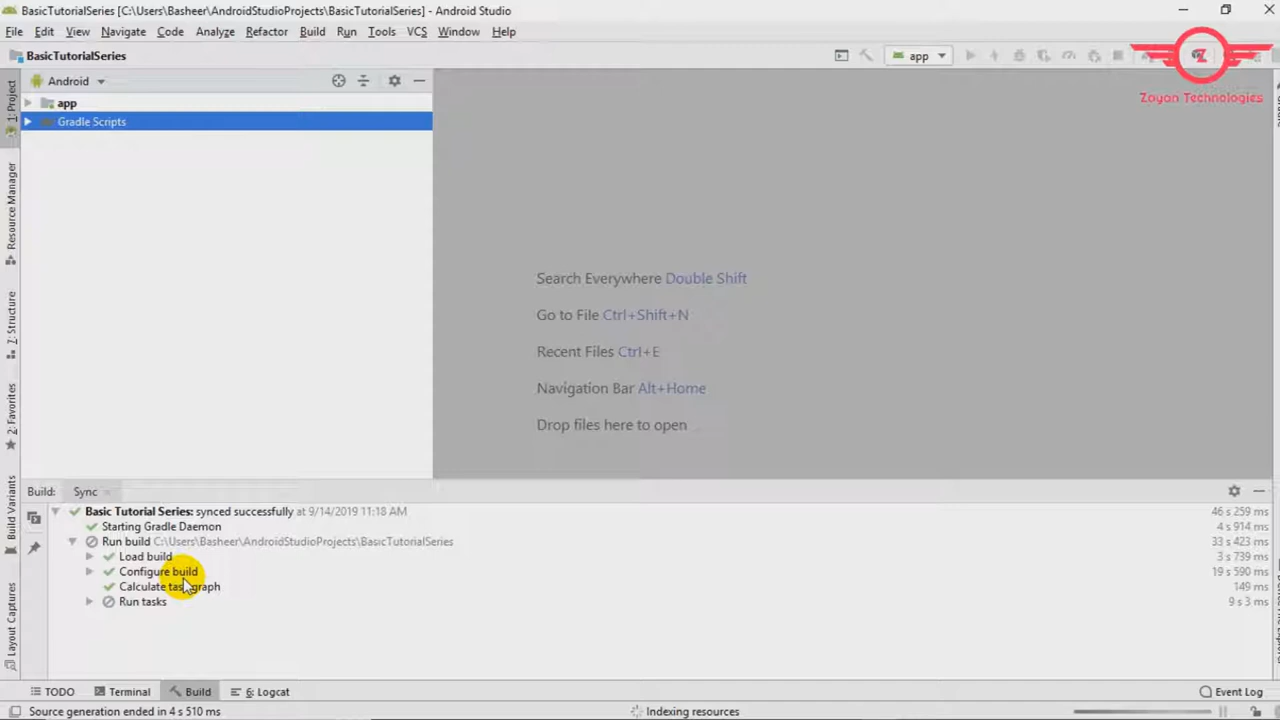 BasicTutorialSeries [C:\Users\Basheer\AndroidStudioProjects\BasicTutorialSeries] - Android Studio
File Edit View Navigate Code Analyze Refactor Build Run Tools VCS Window Help
BasicTutorialSeries
app
Zoyan Technologies
1: Project
Android
app
Gradle Scripts
Resource Manager
Z: Structure
2: Favorites
Build Variants
Layout Captures
Search Everywhere Double Shift
Go to File Ctrl+Shift+N
Recent Files Ctrl+E
Navigation Bar Alt+Home
Drop files here to open
Build: Sync
Basic Tutorial Series: synced successfully at 9/14/2019 11:18 AM 46 s 259 ms
Starting Gradle Daemon 4 s 914 ms
Run build C:\Users\Basheer\AndroidStudioProjects\BasicTutorialSeries 33 s 423 ms
Load build 3 s 739 ms
Configure build 19 s 590 ms
Calculate task graph 149 ms
Run tasks 9 s 3 ms
TODO Terminal Build 6: Logcat Event Log
Source generation ended in 4 s 510 ms Indexing resources